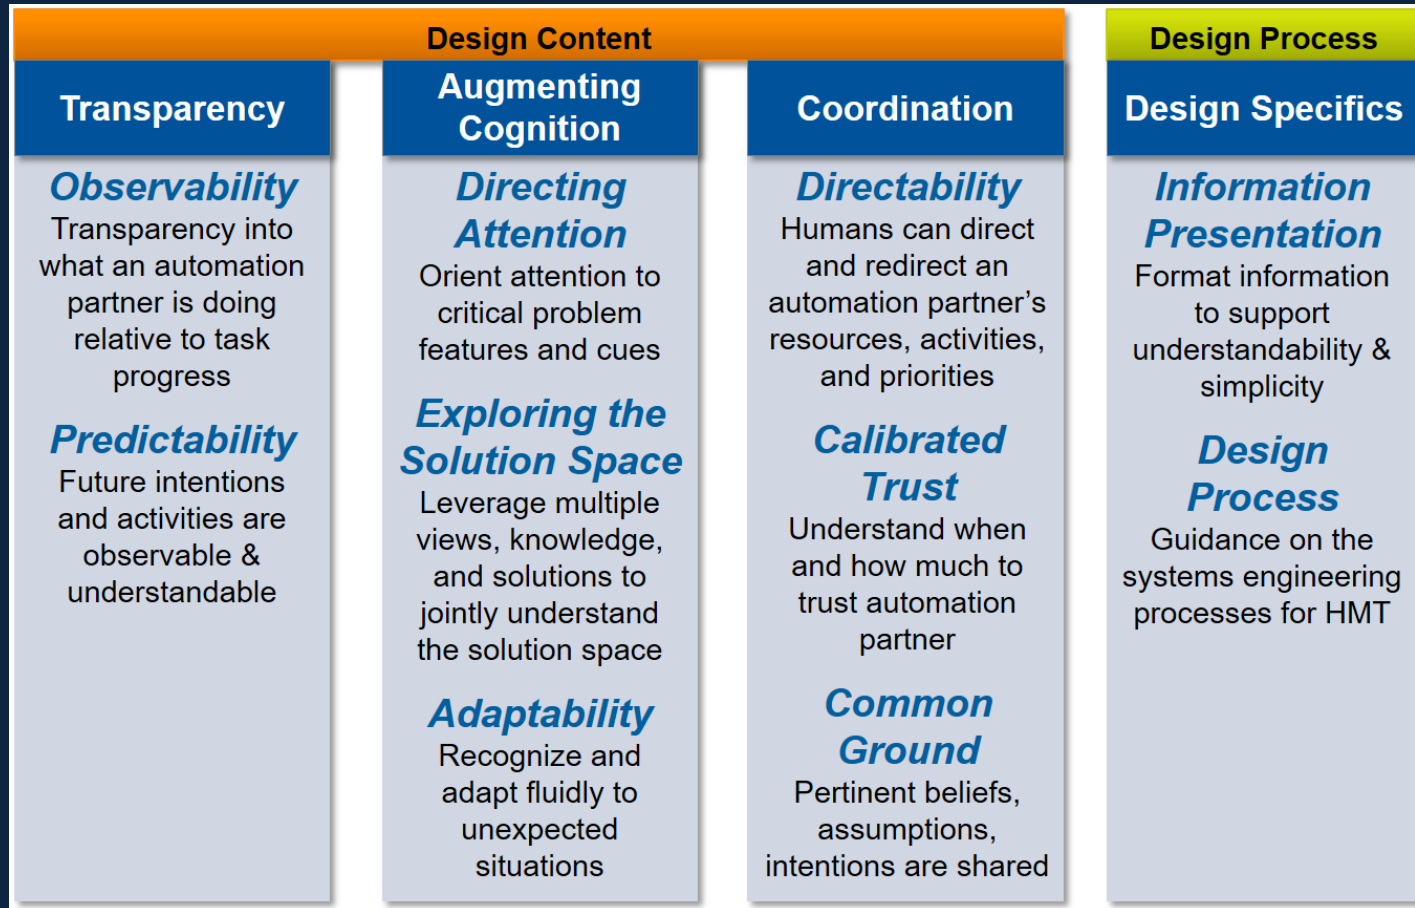 Design Content
Transparency
Observability
Transparency into
what an automation
partner is doing
relative to task
progress
Predictability
Future intentions
and activities are
observable &
understandable
Augmenting
Cognition
Directing
Attention
Orient attention to
critical problem
features and cues
Exploring the
Solution Space
Leverage multiple
views, knowledge,
and solutions to
jointly understand
the solution space
Adaptability
Recognize and
adapt fluidly to
unexpected
situations
Coordination
Directability
Humans can direct
and redirect an
automation partner’s
resources, activities,
and priorities
Calibrated
Trust
Understand when
and how much to
trust automation
partner
Common
Ground
Pertinent beliefs,
assumptions,
intentions are shared
Design Process
Design Specifics
Information
Presentation
Format information
to support
understandability &
simplicity
Design
Process
Guidance on the
systems engineering
processes for HMT